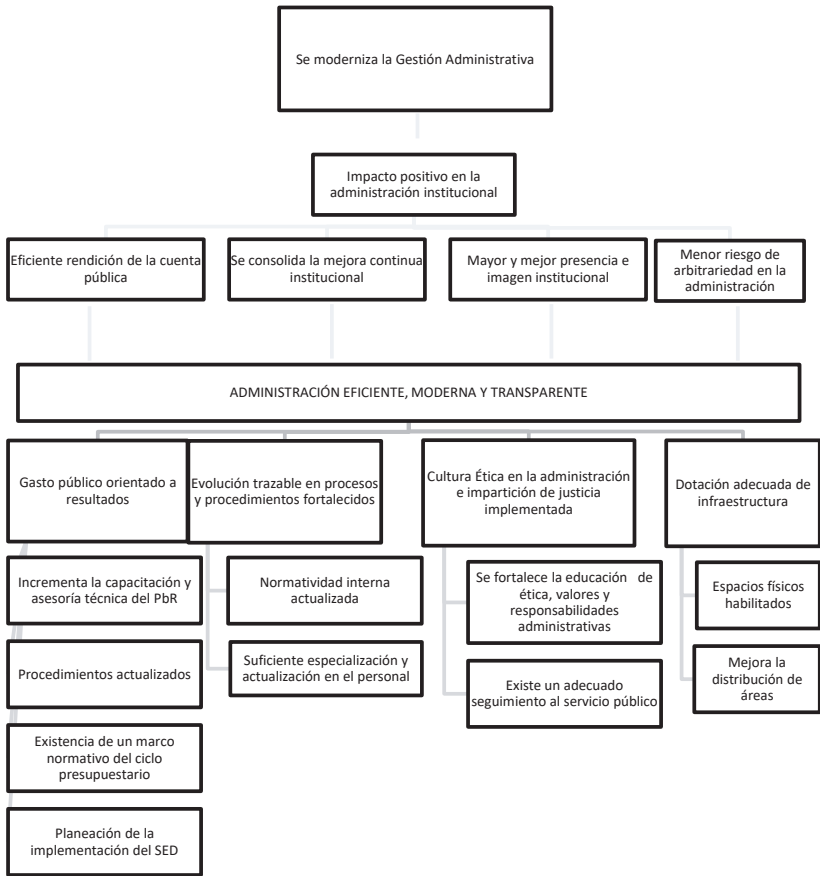 Se moderniza la Gestión Administrativa
Impacto positivo en la
administración institucional
Eficiente rendición de la cuenta
pública
Se consolida la mejora continua
institucional
Mayor y mejor presencia e
imagen institucional
Menor riesgo de
arbitrariedad en la
administración
ADMINISTRACIÓN EFICIENTE, MODERNA Y TRANSPARENTE
Gasto público orientado a
resultados
Evolución trazable en procesos
y procedimientos fortalecidos
Cultura Ética en la administración
e impartición de justicia
implementada
Dotación adecuada de
infraestructura
Incrementa la capacitación y
asesoría técnica del PbR
Procedimientos actualizados
Existencia de un marco
normativo del ciclo
presupuestario
Planeación de la
implementación del SED
Normatividad interna
actualizada
Suficiente especialización y
actualización en el personal
Se fortalece la educación de
ética, valores y
responsabilidades
administrativas
Existe un adecuado
seguimiento al servicio público
Espacios físicos
habilitados
Mejora la
distribución de
áreas